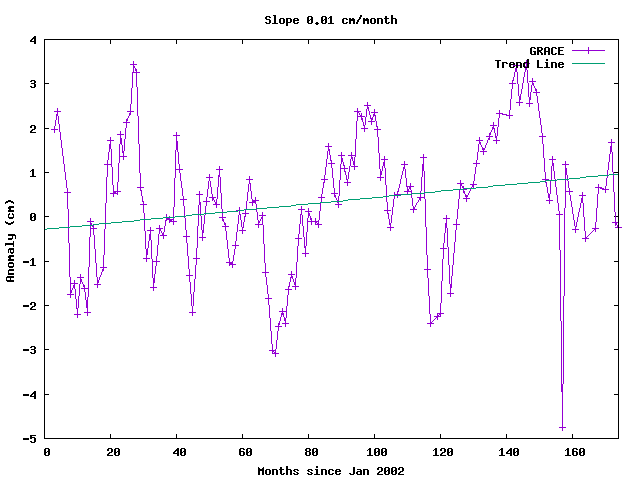 Slope 0.01 cm/month
GRACE
Trend Line
4
3
2
1
0
-1
-2
-3
-4
-5
Anomaly (cm)
0 20 40 60 80 100 120 140 160
Months since Jan 2002